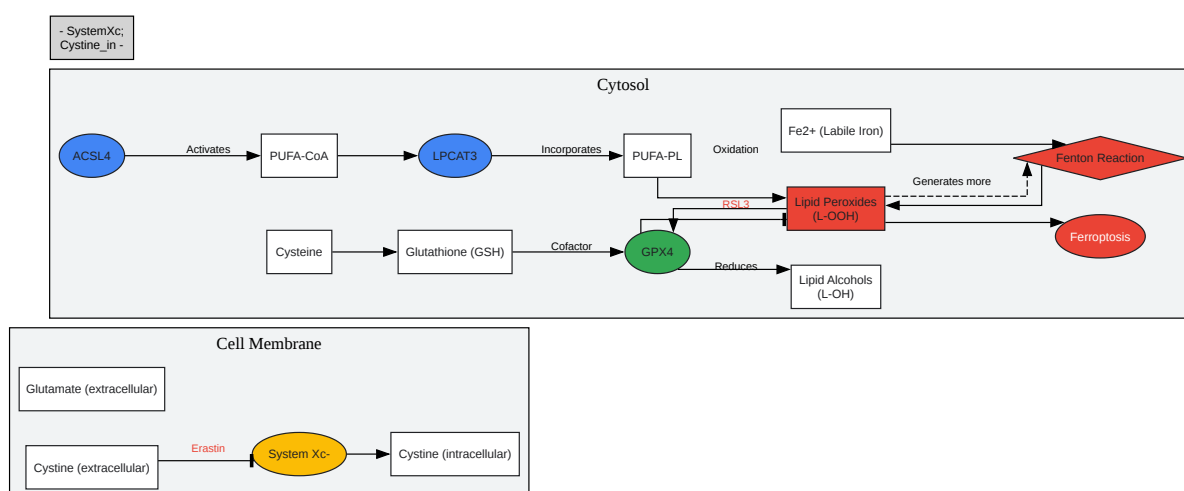 - SystemXc;
Cystine_in -
Cytosol
Fe2+ (Labile Iron)
ACSL4
Activates
PUFA-CoA
LPCAT3
Incorporates
PUFA-PL
Oxidation
Fenton Reaction
Generates more
RSL3
Lipid Peroxides
(L-OOH)
Ferroptosis
Cysteine
Glutathione (GSH)
Cofactor
GPX4
Reduces
Lipid Alcohols
(L-OH)
Cell Membrane
Glutamate (extracellular)
Cystine (extracellular)
Erastin
System Xc-
Cystine (intracellular)